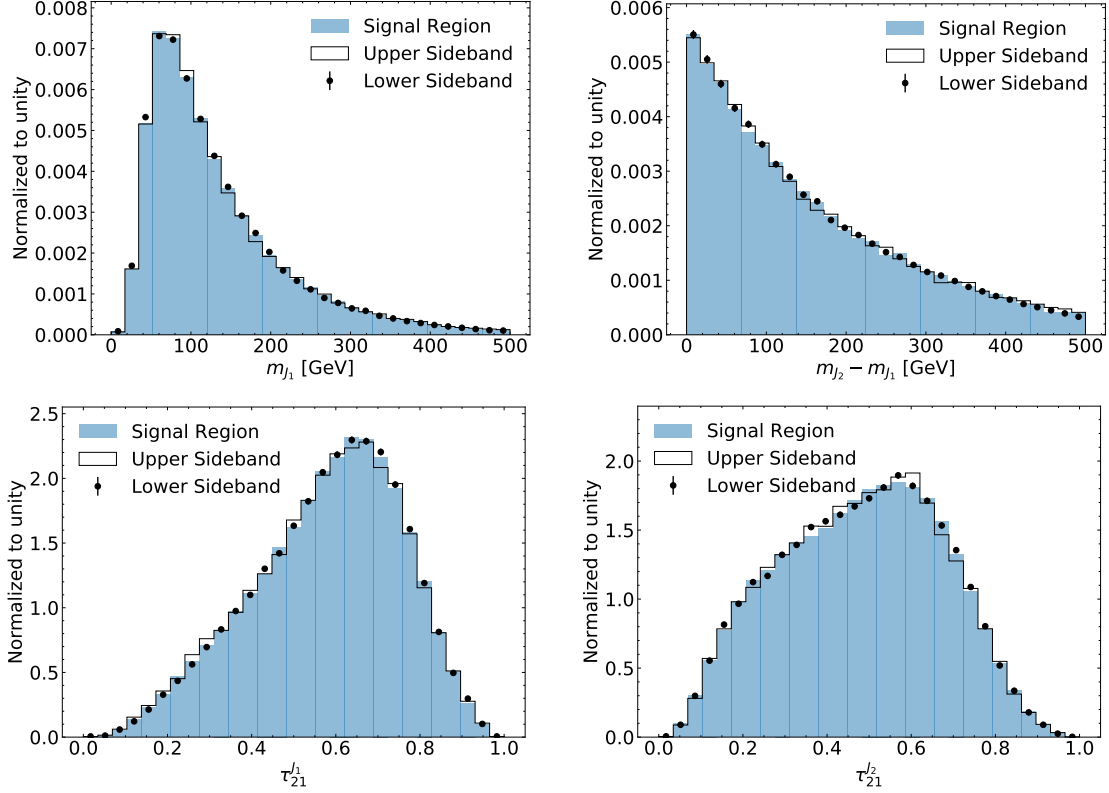 0.008
0.007
0.006
0.005
0.004
0.003
0.002
0.001
0.000
Normalized to unity
Signal Region
Upper Sideband
Lower Sideband
0 100 200 300 400 500
m_{J_1} [GeV]
0.006
0.005
0.004
0.003
0.002
0.001
0.000
Normalized to unity
Signal Region
Upper Sideband
Lower Sideband
0 100 200 300 400 500
m_{J_2} − m_{J_1} [GeV]
2.5
2.0
1.5
1.0
0.5
0.0
Normalized to unity
Signal Region
Upper Sideband
Lower Sideband
0.0 0.2 0.4 0.6 0.8 1.0
τ_{21}^{J_1}
2.0
1.5
1.0
0.5
0.0
Normalized to unity
Signal Region
Upper Sideband
Lower Sideband
0.0 0.2 0.4 0.6 0.8 1.0
τ_{21}^{J_2}